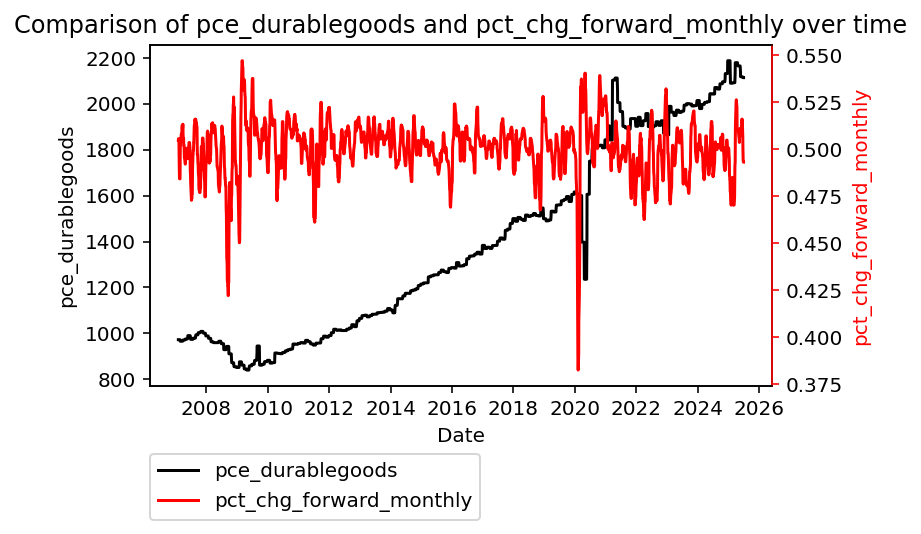 Comparison of pce_durablegoods and pct_chg_forward_monthly over time
2200
2000
1800
1600
1400
1200
1000
800
pce_durablegoods
0.550
0.525
0.500
0.475
0.450
0.425
0.400
0.375
pct_chg_forward_monthly
2008 2010 2012 2014 2016 2018 2020 2022 2024 2026
Date
pce_durablegoods
pct_chg_forward_monthly